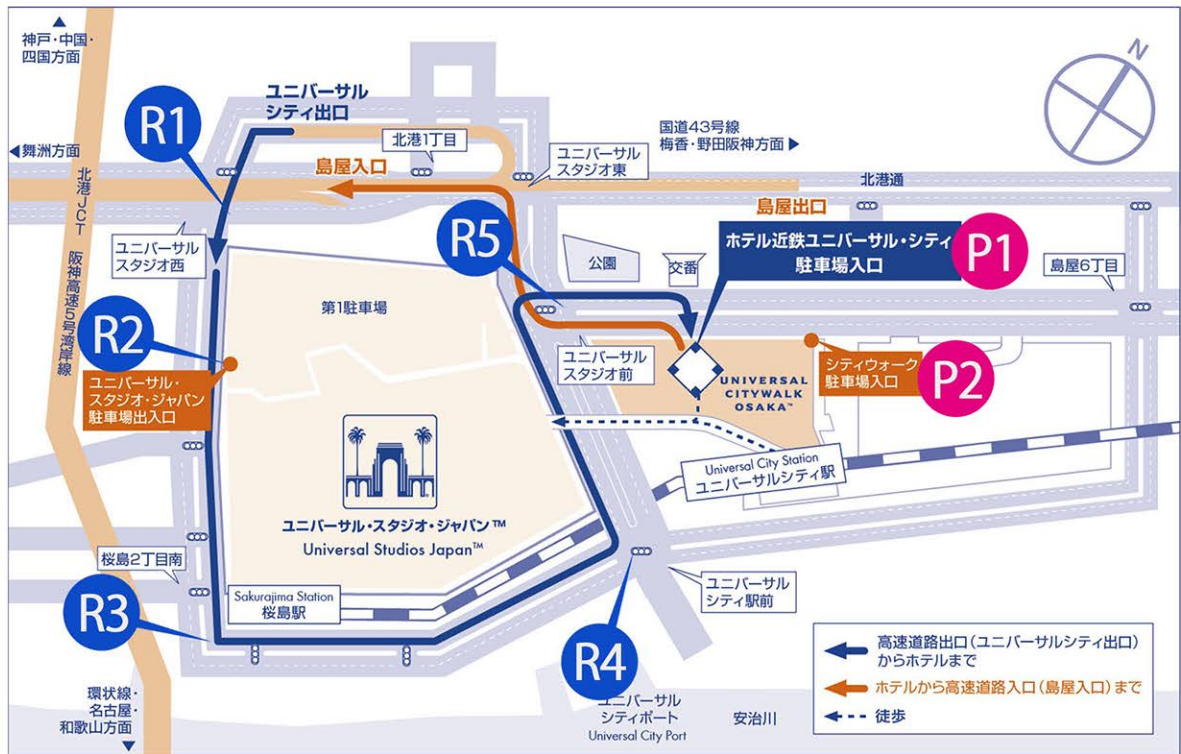 ▲
神戸・中国・
四国方面
◀舞洲方面
R1
ユニバーサル
シティ出口
北港1丁目
国道43号線
梅香・野田阪神方面▶
ユニバーサル
スタジオ東
N
島屋入口
北港通
島屋出口
北港JCT
阪神高速5号湾岸線
ユニバーサル
スタジオ西
R5
公園
交番
ホテル近鉄ユニバーサル・シティ
駐車場入口
P1
島屋6丁目
第1駐車場
R2
ユニバーサル・
スタジオ・ジャパン
駐車場出入口
ユニバーサル
スタジオ前
UNIVERSAL
CITYWALK
OSAKA™
シティウォーク
駐車場入口
P2
Universal City Station
ユニバーサルシティ駅
ユニバーサル・スタジオ・ジャパン™
Universal Studios Japan™
桜島2丁目南
R3
Sakurajima Station
桜島駅
R4
ユニバーサル
シティ駅前
環状線・
名古屋・
和歌山方面
▼
ユニバーサル
シティポート
Universal City Port
安治川
高速道路出口(ユニバーサルシティ出口)
からホテルまで
ホテルから高速道路入口(島屋入口)まで
徒歩